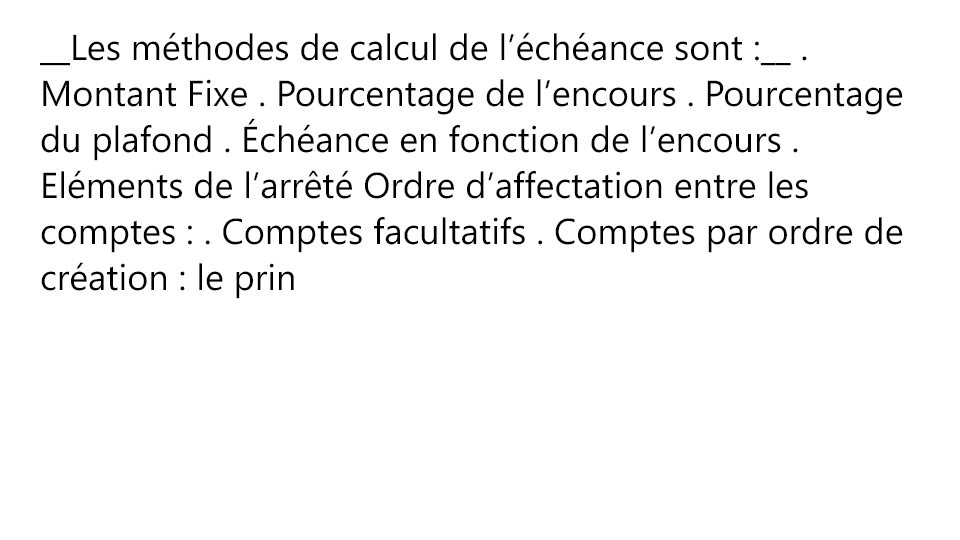 __Les méthodes de calcul de l’échéance sont :__ .
Montant Fixe . Pourcentage de l’encours . Pourcentage
du plafond . Échéance en fonction de l’encours .
Eléments de l’arrêté Ordre d’affectation entre les
comptes : . Comptes facultatifs . Comptes par ordre de
création : le prin